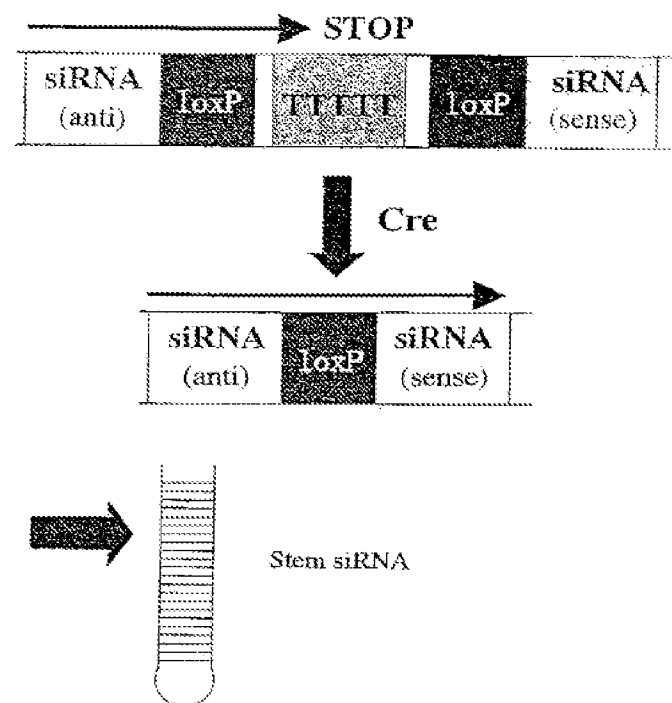 STOP
siRNA loxP TTTTT loxP siRNA
(anti) (sense)
Cre
siRNA loxP siRNA
(anti) (sense)
Stem siRNA